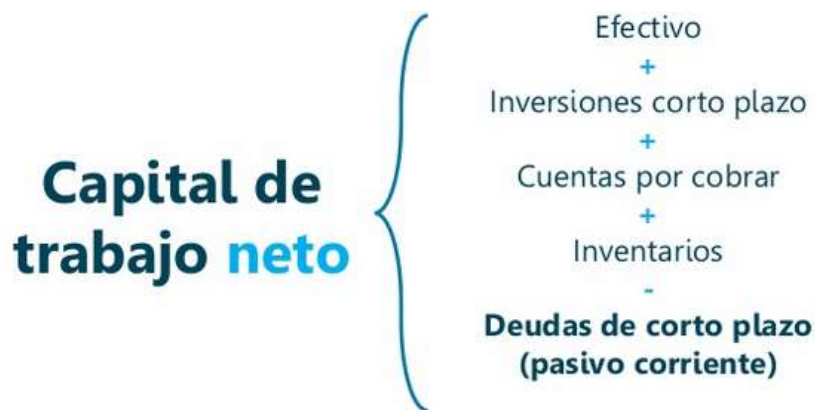 Capital de
trabajo neto
Efectivo
+
Inversiones corto plazo
+
Cuentas por cobrar
+
Inventarios
-
Deudas de corto plazo
(pasivo corriente)